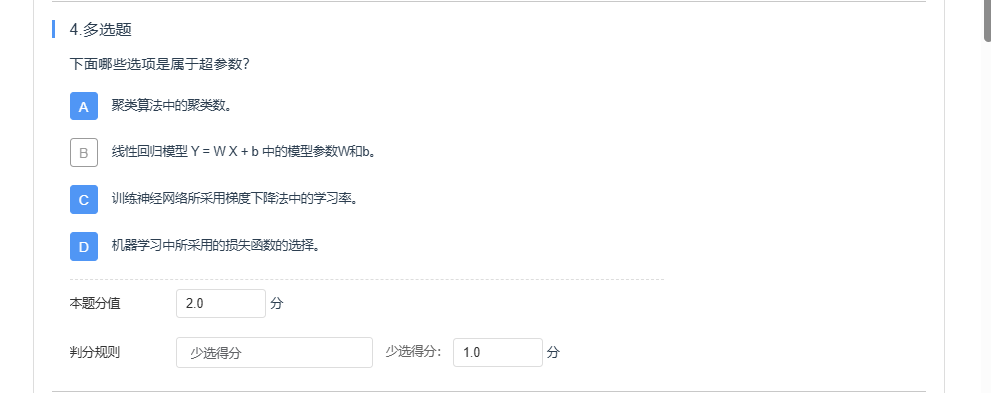 4.多选题
下面哪些选项是属于超参数?
A 聚类算法中的聚类数。
B 线性回归模型 Y = W X + b 中的模型参数W和b。
C 训练神经网络所采用梯度下降法中的学习率。
D 机器学习中所采用的损失函数的选择。
本题分值 2.0 分
判分规则 少选得分 少选得分: 1.0 分